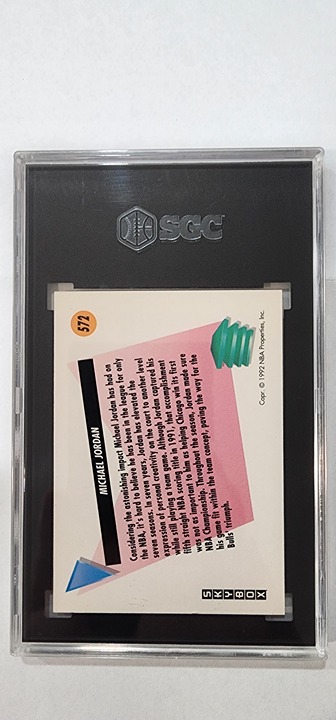 SGC
572
MICHAEL JORDAN
Considering the astonishing impact Michael Jordan has had on
the NBA, it's hard to believe he has been in the league for only
seven seasons. In seven years, Jordan has elevated the
expression of personal creativity on the court to another level
while still playing a team game. Although Jordan captured his
fifth straight NBA scoring title in 1991, that accomplishment
was not as important to him as helping Chicago win its first
NBA Championship. Throughout the season, Jordan made sure
his game fit within the team concept, paving the way for the
Bulls' triumph.
SKYBOX
Copr. © 1992 NBA Properties, Inc.